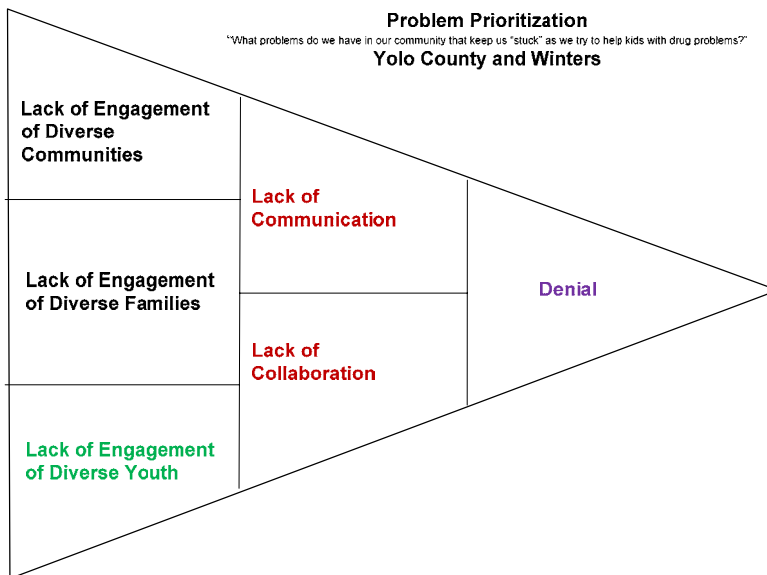 Problem Prioritization
"What problems do we have in our community that keep us "stuck" as we try to help kids with drug problems?"
Yolo County and Winters
Lack of Engagement
of Diverse
Communities
Lack of Engagement
of Diverse Families
Lack of Engagement
of Diverse Youth
Lack of
Communication
Lack of
Collaboration
Denial